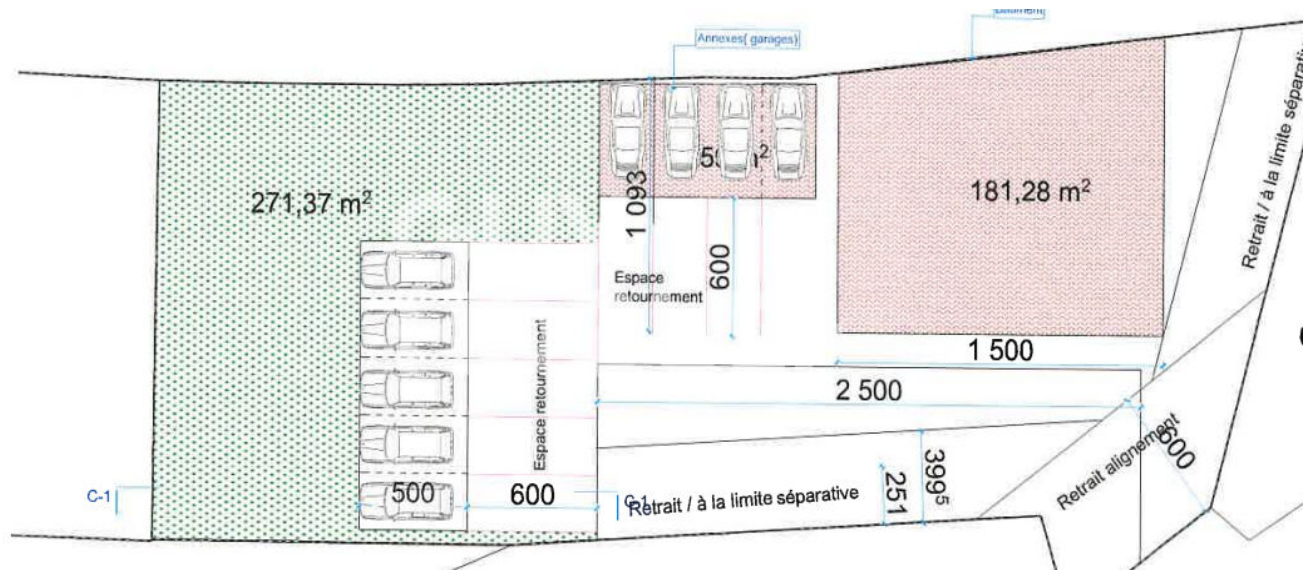 Bâtiment
Annexes( garages)
271,37 m²
181,28 m²
1 093
600
Espace
retournement
Espace retournement
1 500
2 500
500
600
C-1
C-1
Retrait / à la limite séparative
251
399⁵
Retrait alignement
600
Retrait / à la limite séparative